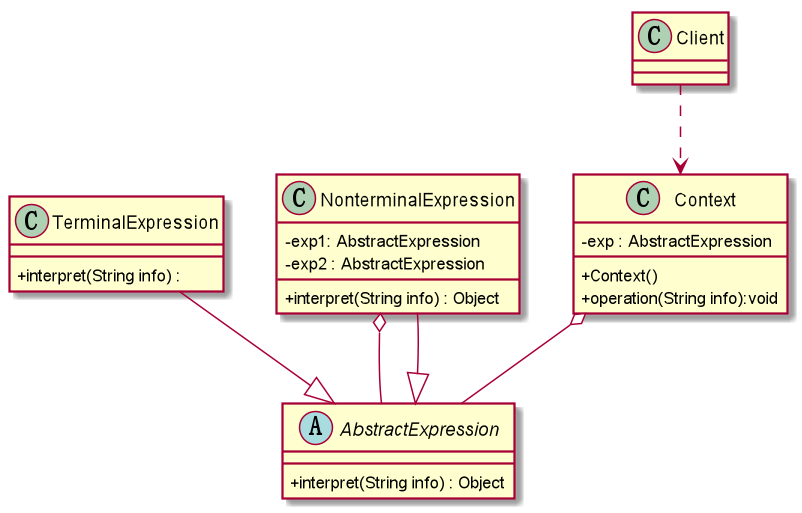 C Client
C TerminalExpression
+interpret(String info) :
C NonterminalExpression
-exp1: AbstractExpression
-exp2 : AbstractExpression
+interpret(String info) : Object
C Context
-exp : AbstractExpression
+Context()
+operation(String info):void
A AbstractExpression
+interpret(String info) : Object